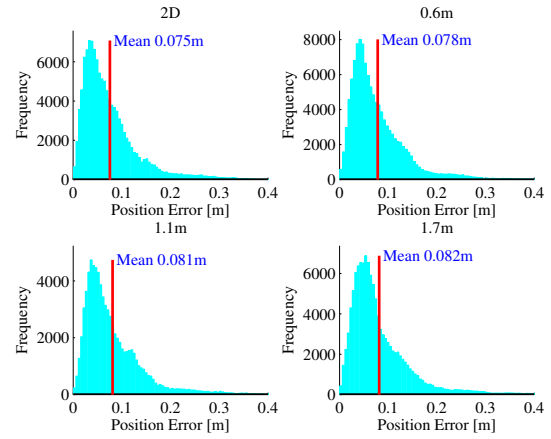 2D
Mean 0.075m
Frequency
6000
4000
2000
0
0 0.1 0.2 0.3 0.4
Position Error [m]
0.6m
Mean 0.078m
Frequency
8000
6000
4000
2000
0
0 0.1 0.2 0.3 0.4
Position Error [m]
1.1m
Mean 0.081m
Frequency
4000
2000
0
0 0.1 0.2 0.3 0.4
Position Error [m]
1.7m
Mean 0.082m
Frequency
6000
4000
2000
0
0 0.1 0.2 0.3 0.4
Position Error [m]